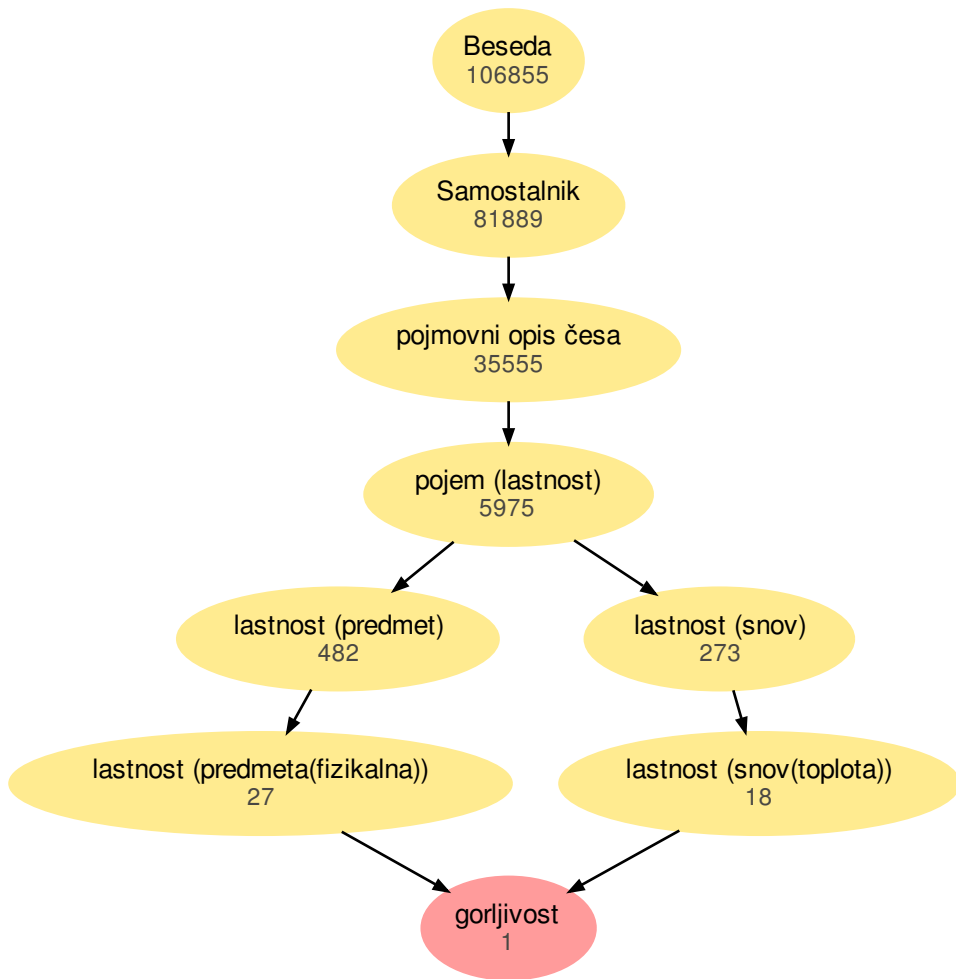 Beseda
106855
Samostalnik
81889
pojmovni opis česa
35555
pojem (lastnost)
5975
lastnost (predmet)
482
lastnost (snov)
273
lastnost (predmeta(fizikalna))
27
lastnost (snov(toplota))
18
gorljivost
1